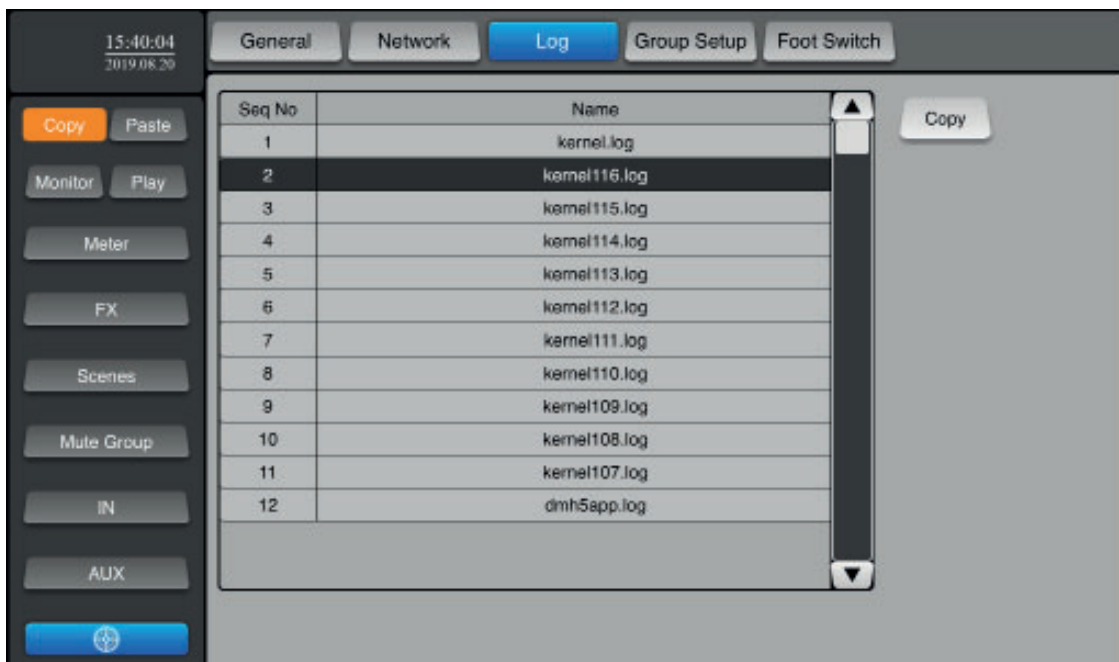 15:40:04
2019.08.20
General Network Log Group Setup Foot Switch
Copy Paste
Monitor Play
Meter
FX
Scenes
Mute Group
IN
AUX
Seq No Name
1 kernel.log
2 kernel116.log
3 kernel115.log
4 kernel114.log
5 kernel113.log
6 kernel112.log
7 kernel111.log
8 kernel110.log
9 kernel109.log
10 kernel108.log
11 kernel107.log
12 dmh5app.log
Copy